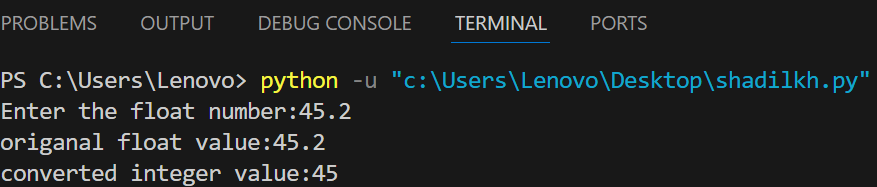 PROBLEMS OUTPUT DEBUG CONSOLE TERMINAL PORTS
PS C:\Users\Lenovo> python -u "c:\Users\Lenovo\Desktop\shadilkh.py"
Enter the float number:45.2
origanal float value:45.2
converted integer value:45